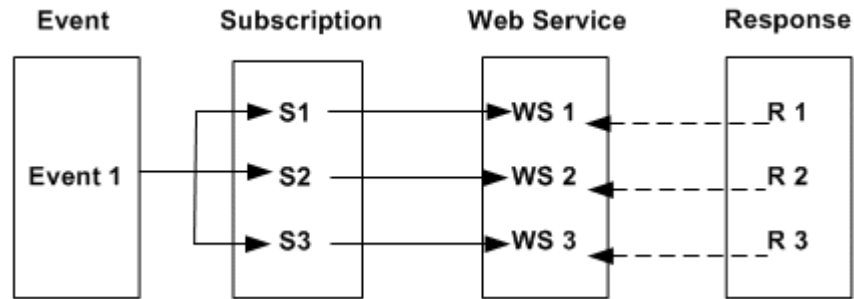 Event Subscription Web Service Response
S1 WS 1 R 1
Event 1 S2 WS 2 R 2
S3 WS 3 R 3